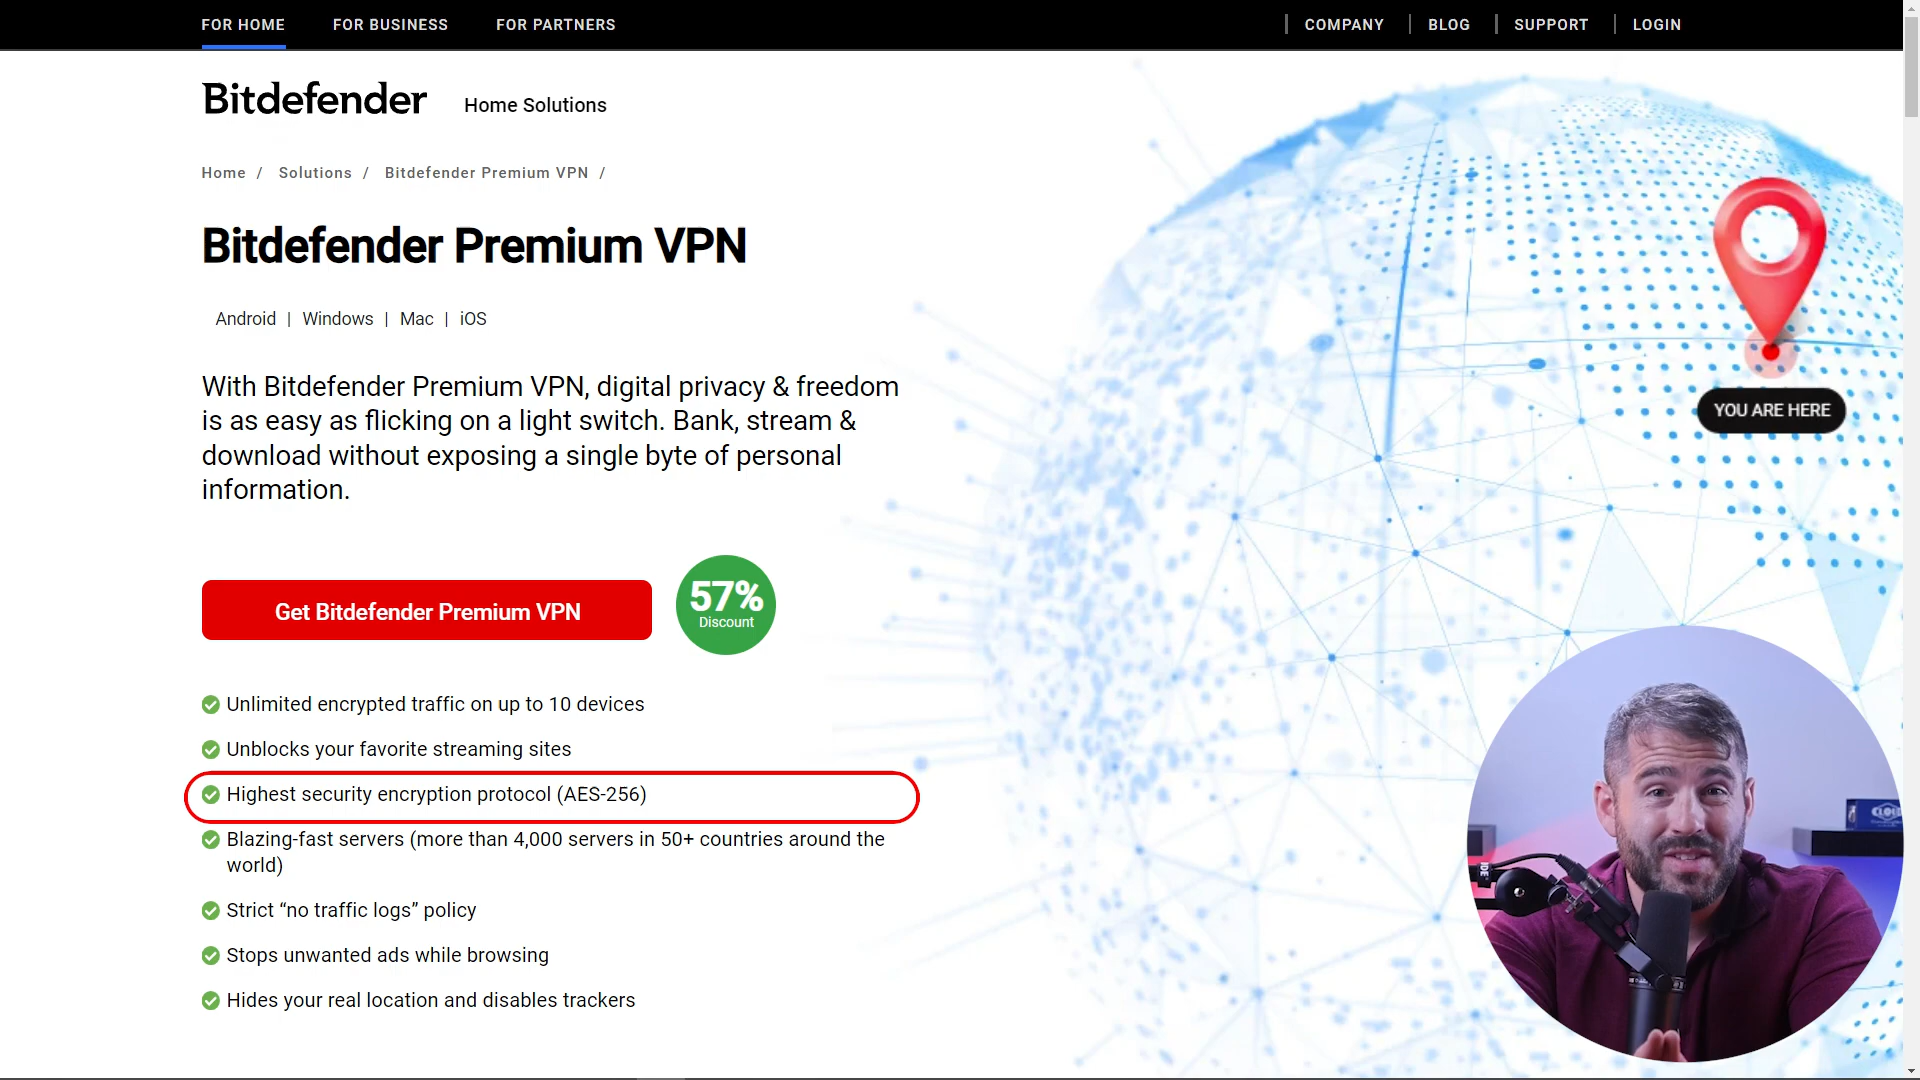 FOR HOME FOR BUSINESS FOR PARTNERS COMPANY BLOG SUPPORT LOGIN
Bitdefender Home Solutions
Home / Solutions / Bitdefender Premium VPN /
Bitdefender Premium VPN
Android | Windows | Mac | iOS
With Bitdefender Premium VPN, digital privacy & freedom
is as easy as flicking on a light switch. Bank, stream &
download without exposing a single byte of personal
information.
YOU ARE HERE
Get Bitdefender Premium VPN
57%
Discount
Unlimited encrypted traffic on up to 10 devices
Unblocks your favorite streaming sites
Highest security encryption protocol (AES-256)
Blazing-fast servers (more than 4,000 servers in 50+ countries around the
world)
Strict “no traffic logs” policy
Stops unwanted ads while browsing
Hides your real location and disables trackers